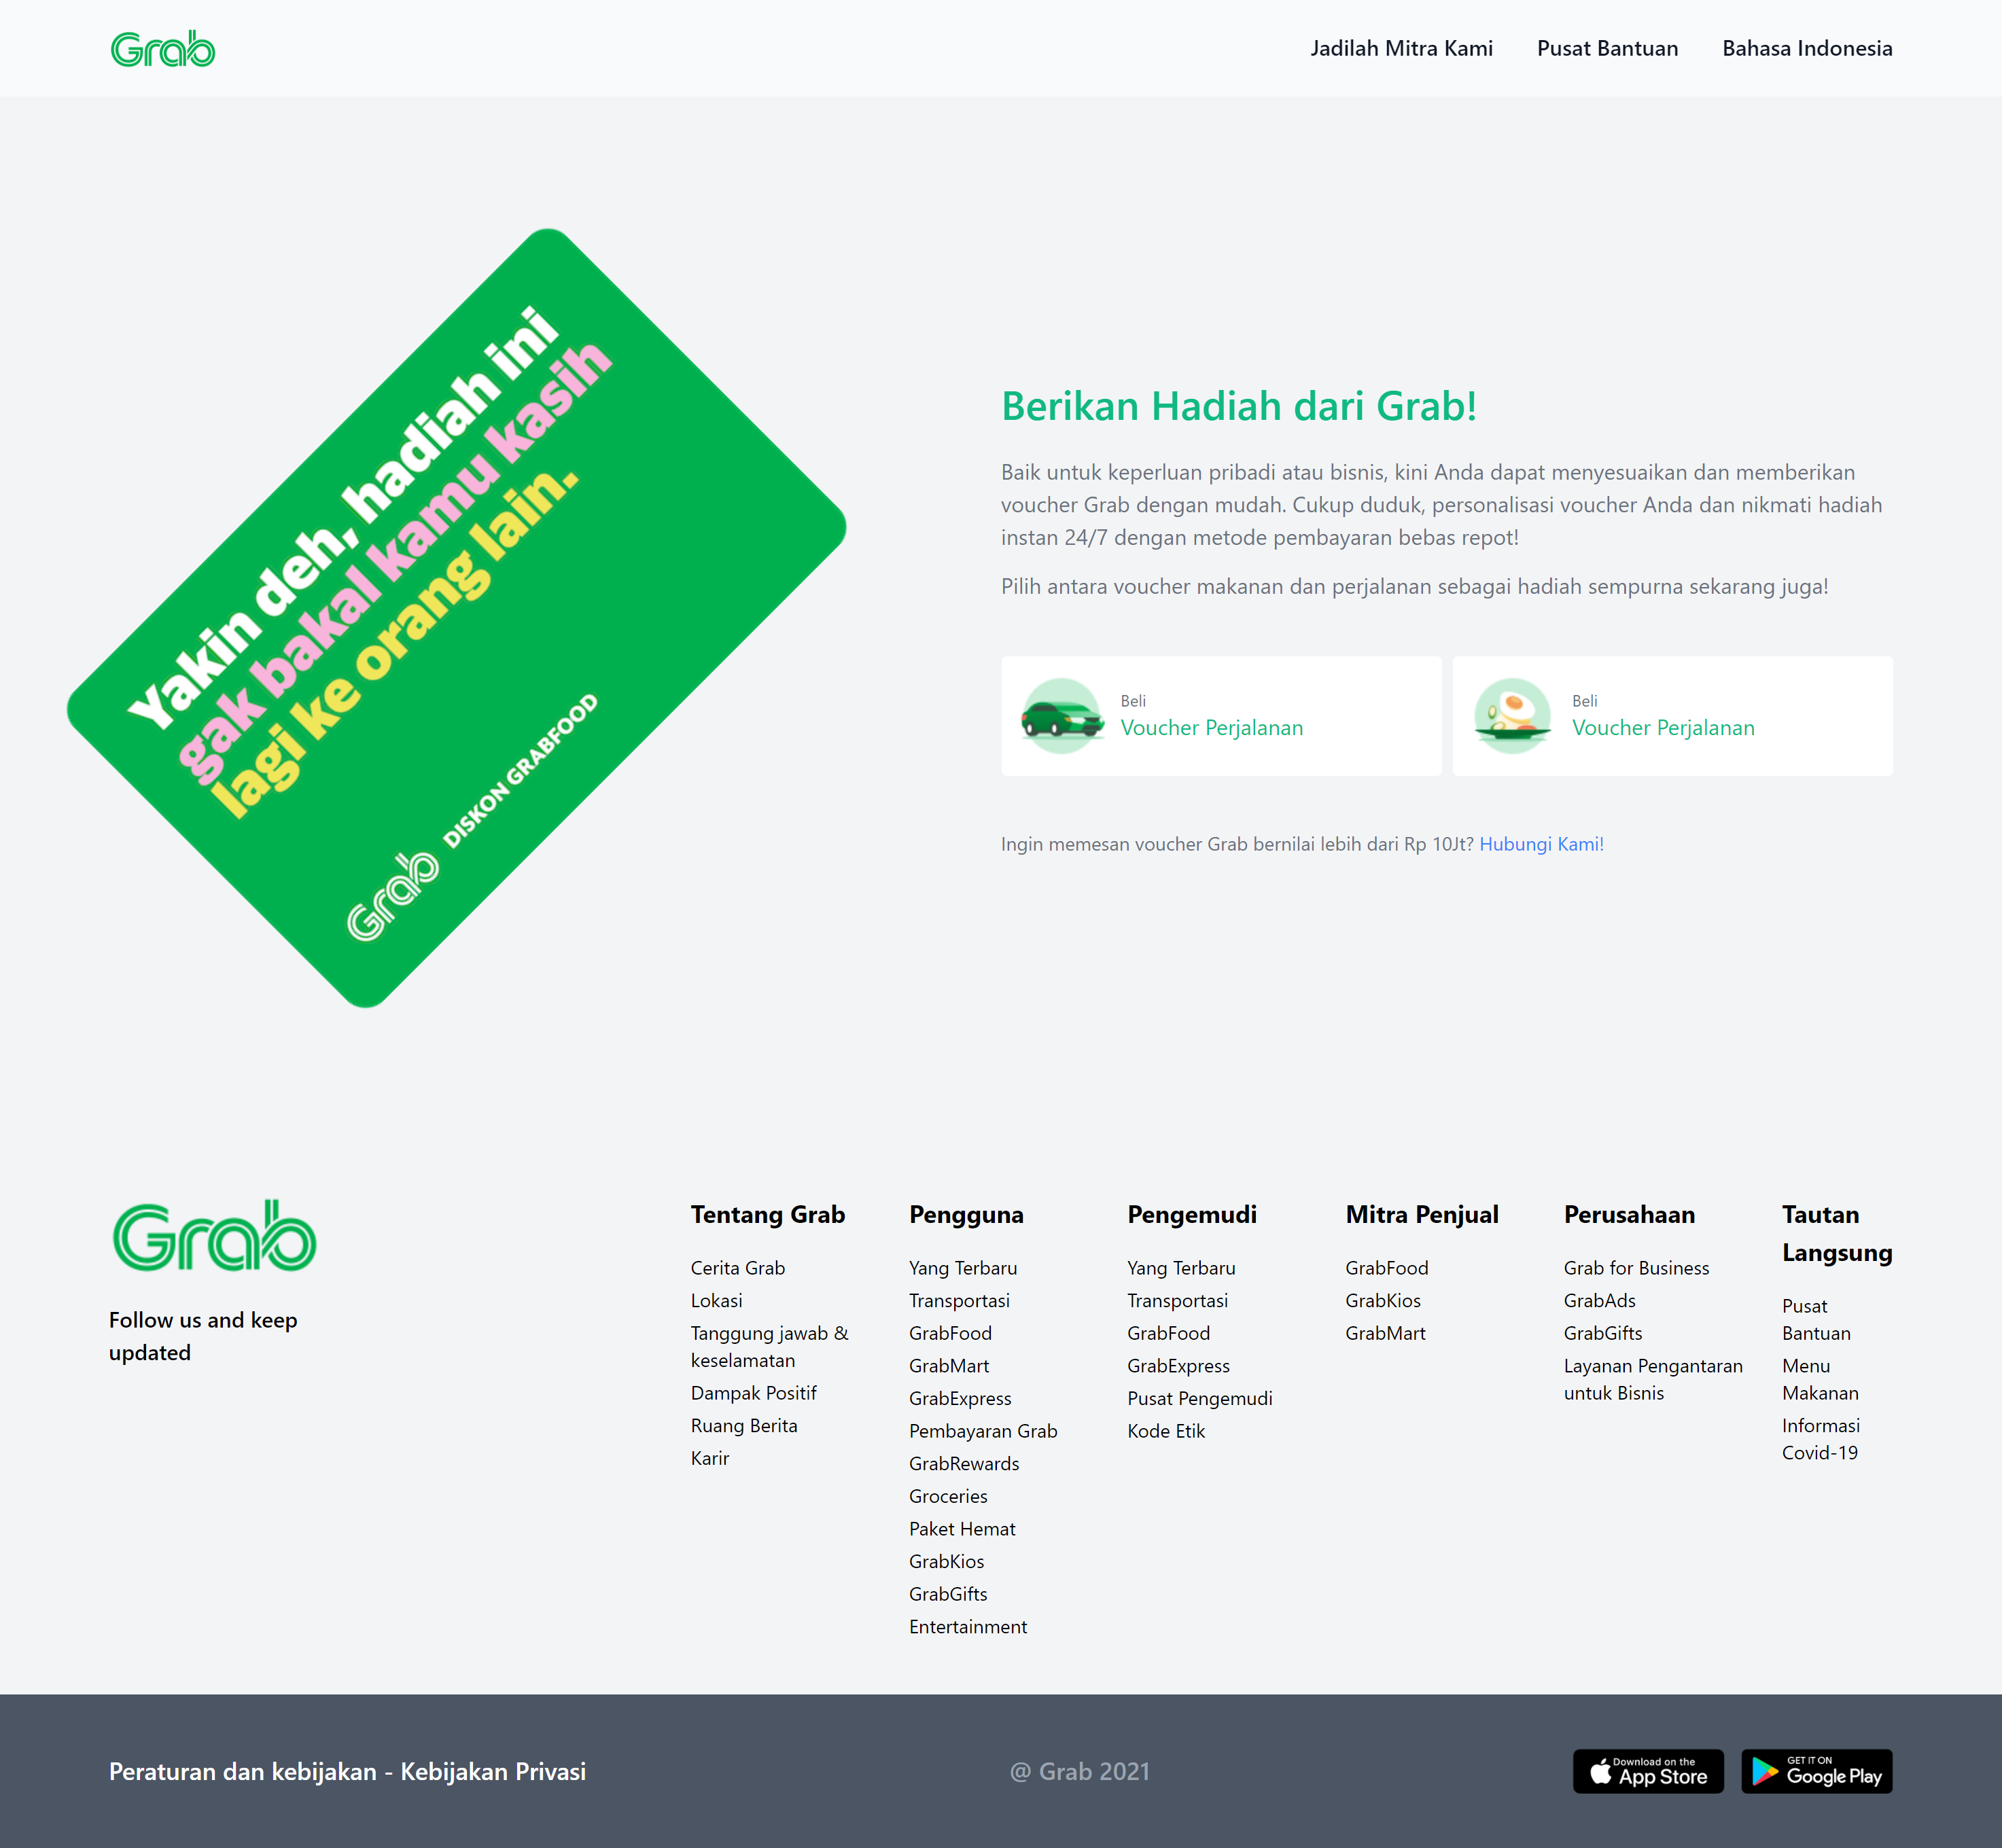 Grab
Jadilah Mitra Kami
Pusat Bantuan
Bahasa Indonesia
Yakin deh, hadiah ini
gak bakal kamu kasih
lagi ke orang lain.
Grab DISKON GRABFOOD
Berikan Hadiah dari Grab!
Baik untuk keperluan pribadi atau bisnis, kini Anda dapat menyesuaikan dan memberikan
voucher Grab dengan mudah. Cukup duduk, personalisasi voucher Anda dan nikmati hadiah
instan 24/7 dengan metode pembayaran bebas repot!
Pilih antara voucher makanan dan perjalanan sebagai hadiah sempurna sekarang juga!
Beli
Voucher Perjalanan
Beli
Voucher Perjalanan
Ingin memesan voucher Grab bernilai lebih dari Rp 10Jt? Hubungi Kami!
Grab
Follow us and keep
updated
Tentang Grab
Cerita Grab
Lokasi
Tanggung jawab &
keselamatan
Dampak Positif
Ruang Berita
Karir
Pengguna
Yang Terbaru
Transportasi
GrabFood
GrabMart
GrabExpress
Pembayaran Grab
GrabRewards
Groceries
Paket Hemat
GrabKios
GrabGifts
Entertainment
Pengemudi
Yang Terbaru
Transportasi
GrabFood
GrabExpress
Pusat Pengemudi
Kode Etik
Mitra Penjual
GrabFood
GrabKios
GrabMart
Perusahaan
Grab for Business
GrabAds
GrabGifts
Layanan Pengantaran
untuk Bisnis
Tautan
Langsung
Pusat
Bantuan
Menu
Makanan
Informasi
Covid-19
Peraturan dan kebijakan - Kebijakan Privasi
@ Grab 2021
Download on the
App Store
GET IT ON
Google Play